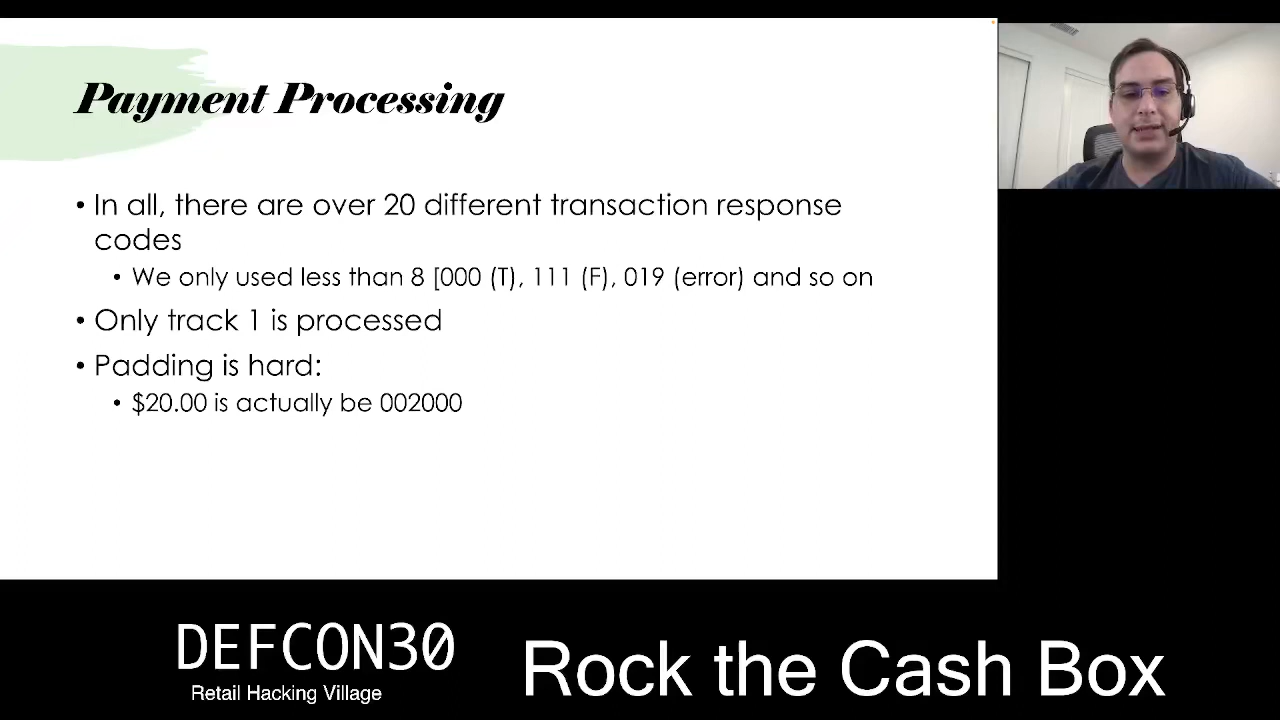 Payment Processing
• In all, there are over 20 different transaction response
codes
• We only used less than 8 [000 (T), 111 (F), 019 (error) and so on
• Only track 1 is processed
• Padding is hard:
• $20.00 is actually be 002000
DEFCON30
Retail Hacking Village
Rock the Cash Box